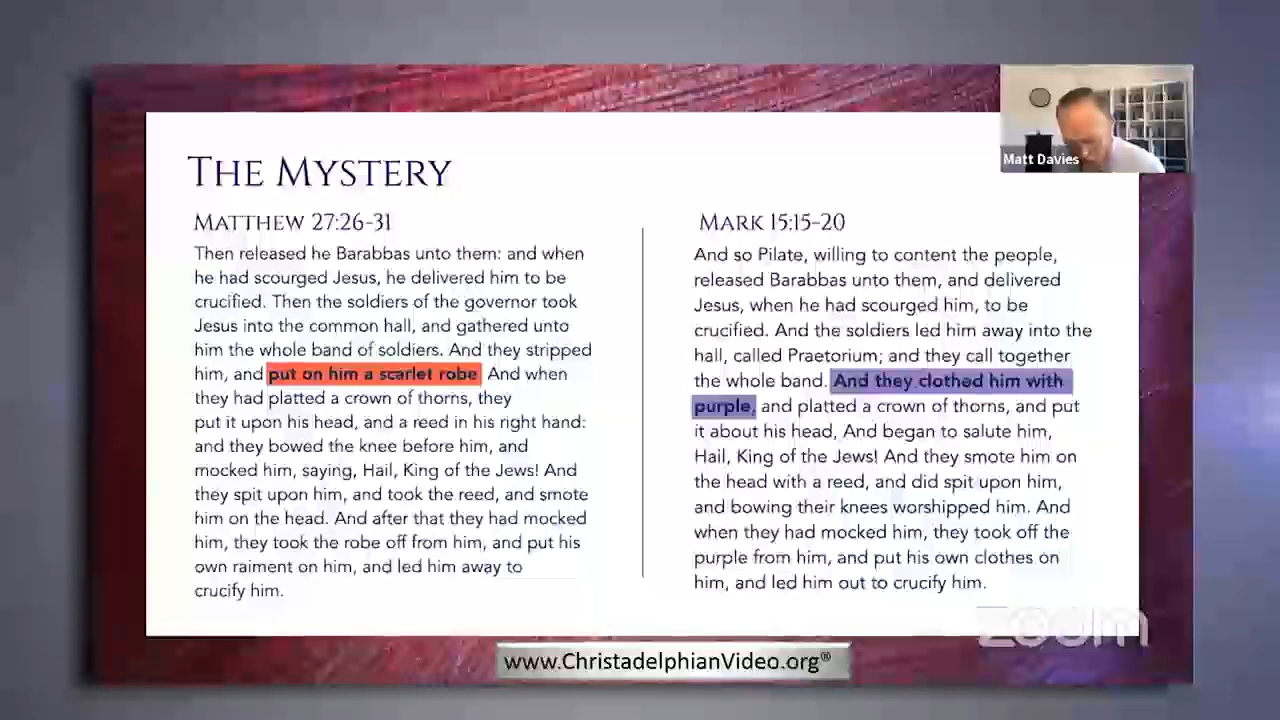 THE MYSTERY
Matt Davies
MATTHEW 27:26-31
Then released he Barabbas unto them: and when
he had scourged Jesus, he delivered him to be
crucified. Then the soldiers of the governor took
Jesus into the common hall, and gathered unto
him the whole band of soldiers. And they stripped
him, and put on him a scarlet robe And when
they had platted a crown of thorns, they
put it upon his head, and a reed in his right hand:
and they bowed the knee before him, and
mocked him, saying, Hail, King of the Jews! And
they spit upon him, and took the reed, and smote
him on the head. And after that they had mocked
him, they took the robe off from him, and put his
own raiment on him, and led him away to
crucify him.
MARK 15:15-20
And so Pilate, willing to content the people,
released Barabbas unto them, and delivered
Jesus, when he had scourged him, to be
crucified. And the soldiers led him away into the
hall, called Praetorium; and they call together
the whole band. And they clothed him with
purple, and platted a crown of thorns, and put
it about his head, And began to salute him,
Hail, King of the Jews! And they smote him on
the head with a reed, and did spit upon him,
and bowing their knees worshipped him. And
when they had mocked him, they took off the
purple from him, and put his own clothes on
him, and led him out to crucify him.
zoom
www.ChristadelphianVideo.org®